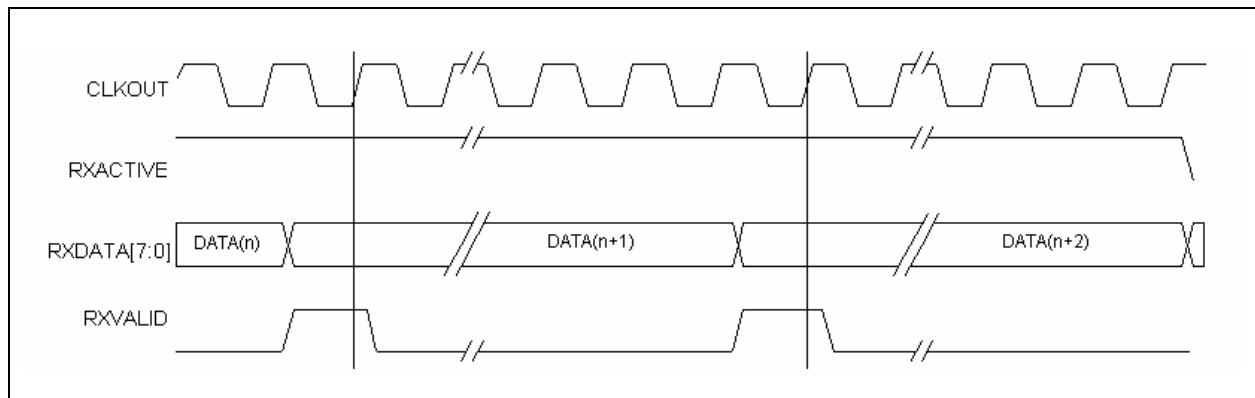 CLKOUT
RXACTIVE
RXDATA[7:0]
DATA(n)
DATA(n+1)
DATA(n+2)
RXVALID